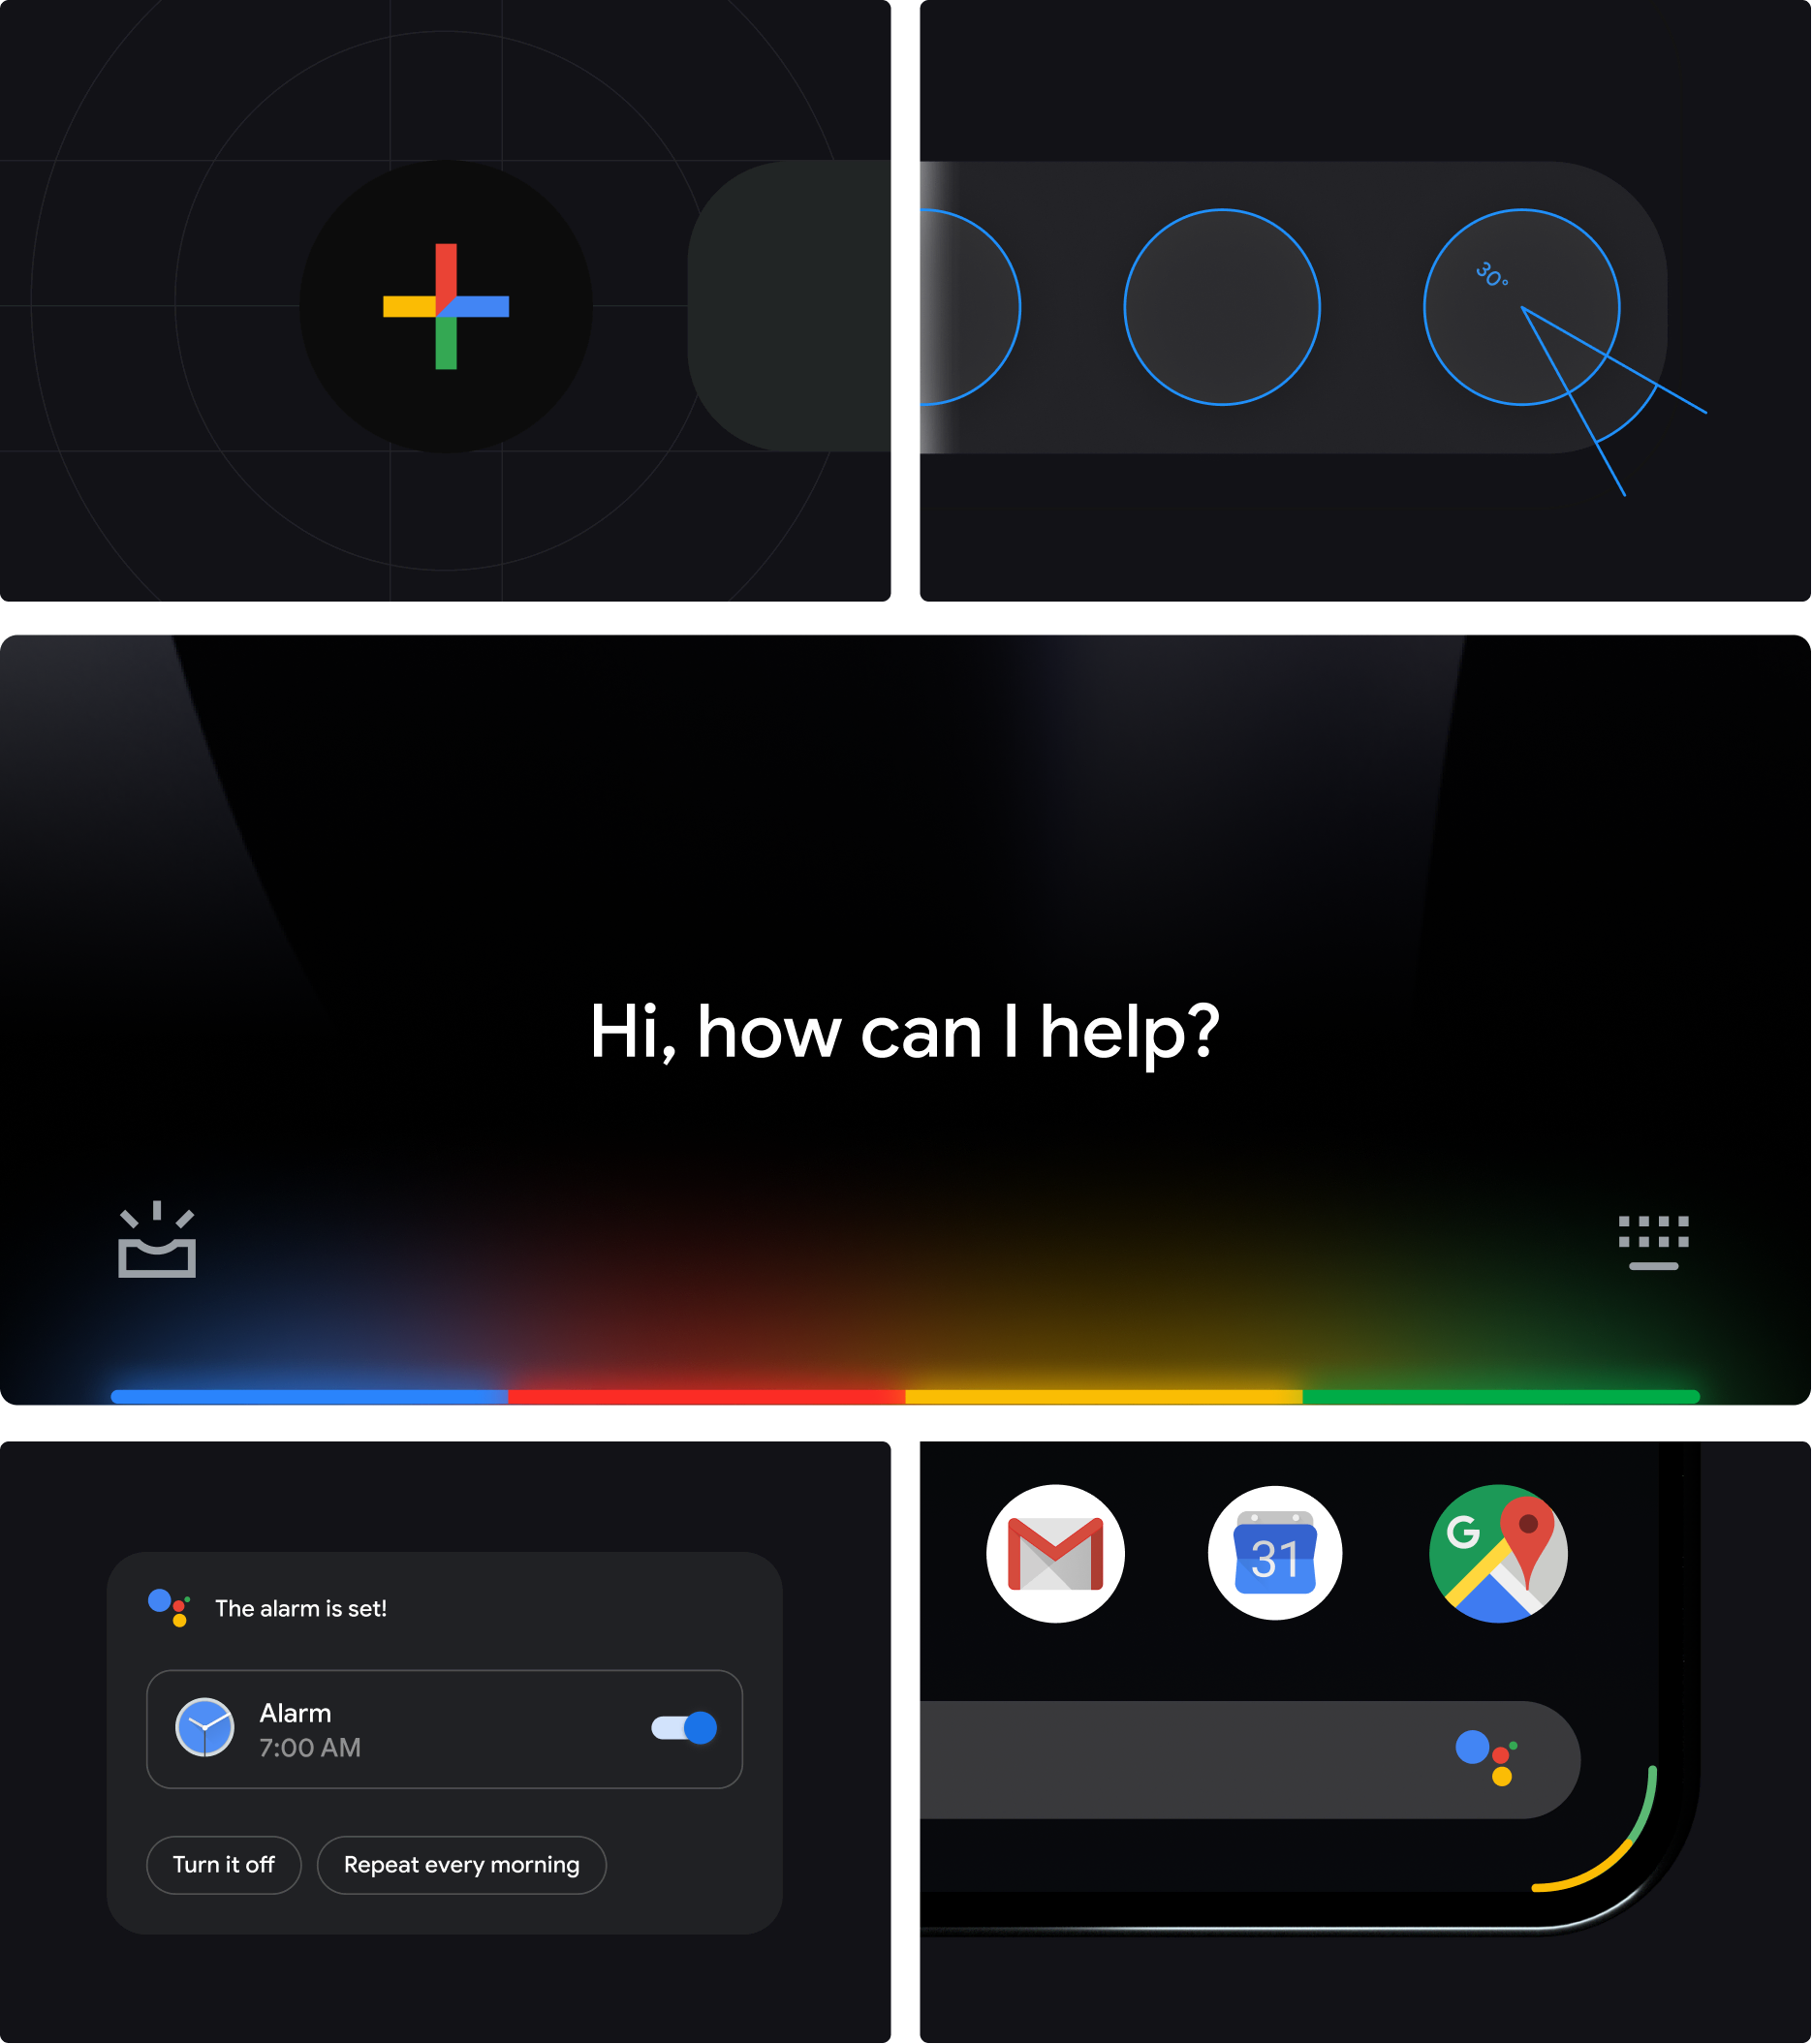 30°
Hi, how can I help?
The alarm is set!
Alarm
7:00 AM
Turn it off
Repeat every morning
31
G